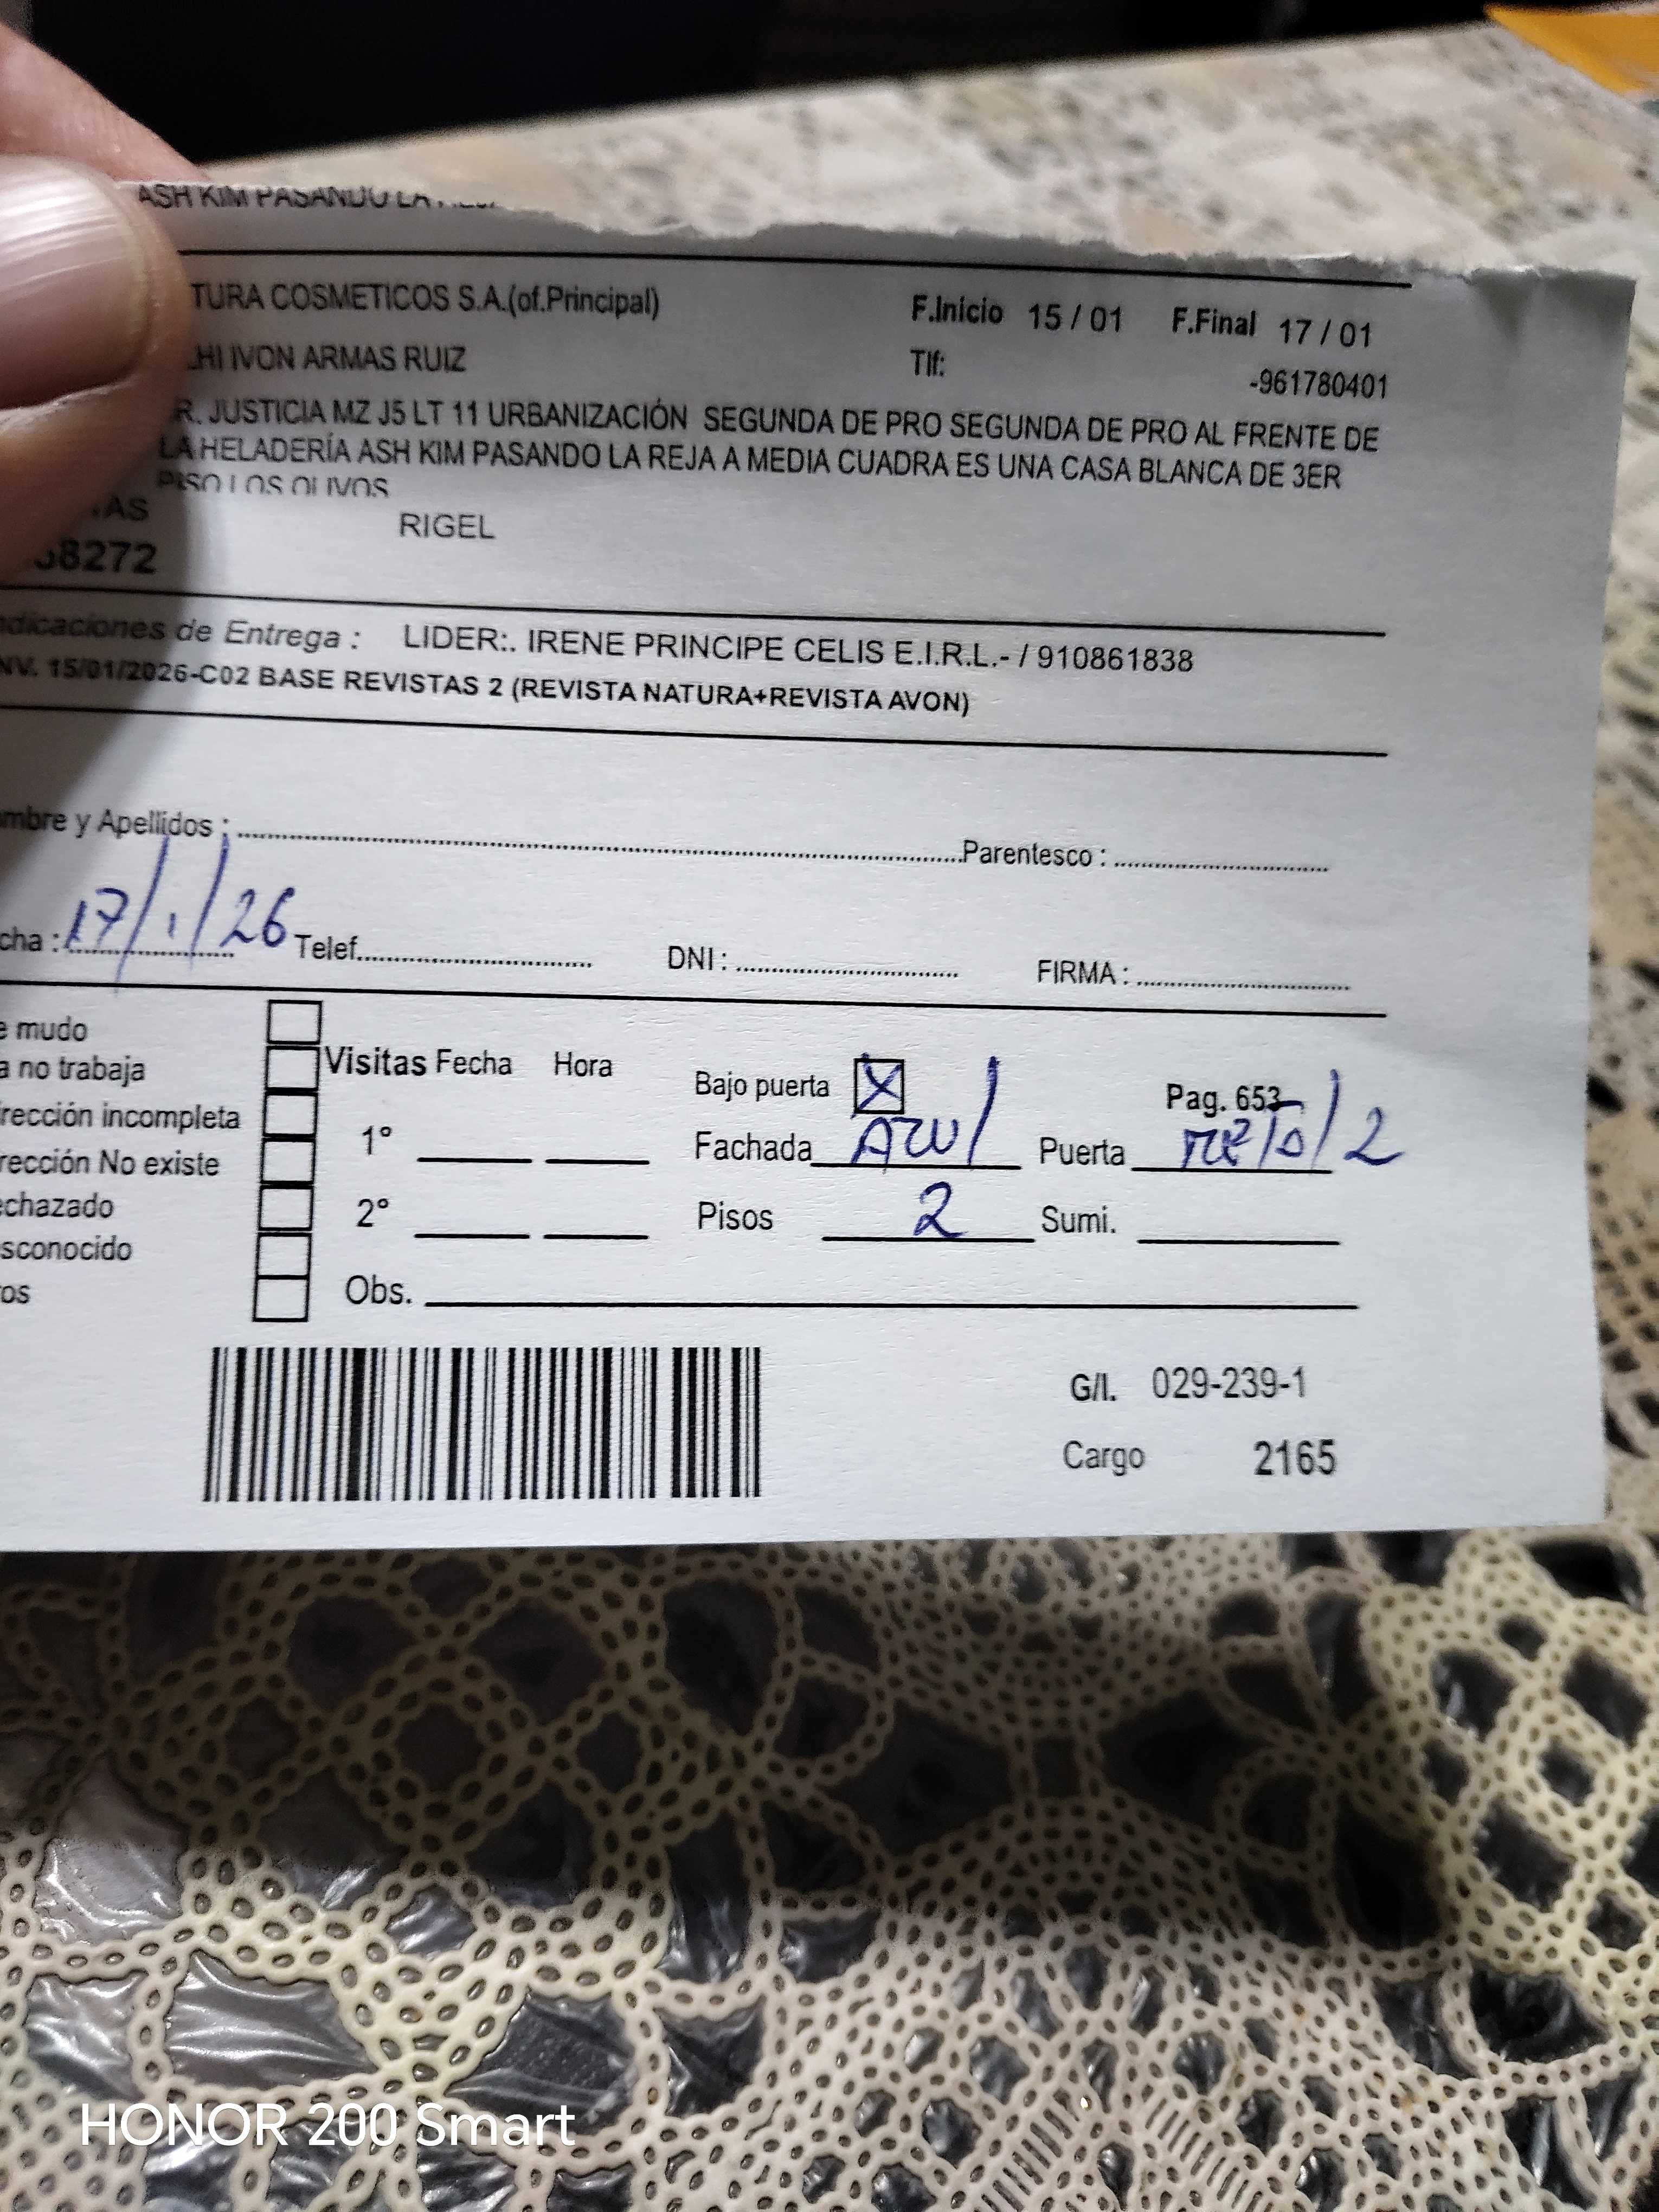 ASH KIM PASANDO LA
TURA COSMETICOS S.A.(of.Principal) F.Inicio 15 / 01 F.Final 17 / 01
LHI IVON ARMAS RUIZ Tlf: -961780401
R. JUSTICIA MZ J5 LT 11 URBANIZACIÓN SEGUNDA DE PRO SEGUNDA DE PRO AL FRENTE DE
LA HELADERÍA ASH KIM PASANDO LA REJA A MEDIA CUADRA ES UNA CASA BLANCA DE 3ER
PISO LOS OLIVOS
TAS RIGEL
68272
ndicaciones de Entrega : LIDER:. IRENE PRINCIPE CELIS E.I.R.L.- / 910861838
NV. 15/01/2026-C02 BASE REVISTAS 2 (REVISTA NATURA+REVISTA AVON)
ombre y Apellidos : Parentesco :
cha : 17/1/26 Telef. DNI : FIRMA :
e mudo
a no trabaja Visitas Fecha Hora Bajo puerta X Pag. 653
irección incompleta 1° Fachada AZUl Puerta
rección No existe
echazado 2° Pisos 2 Sumi.
sconocido
ros Obs.
G/I. 029-239-1
Cargo 2165
HONOR 200 Smart